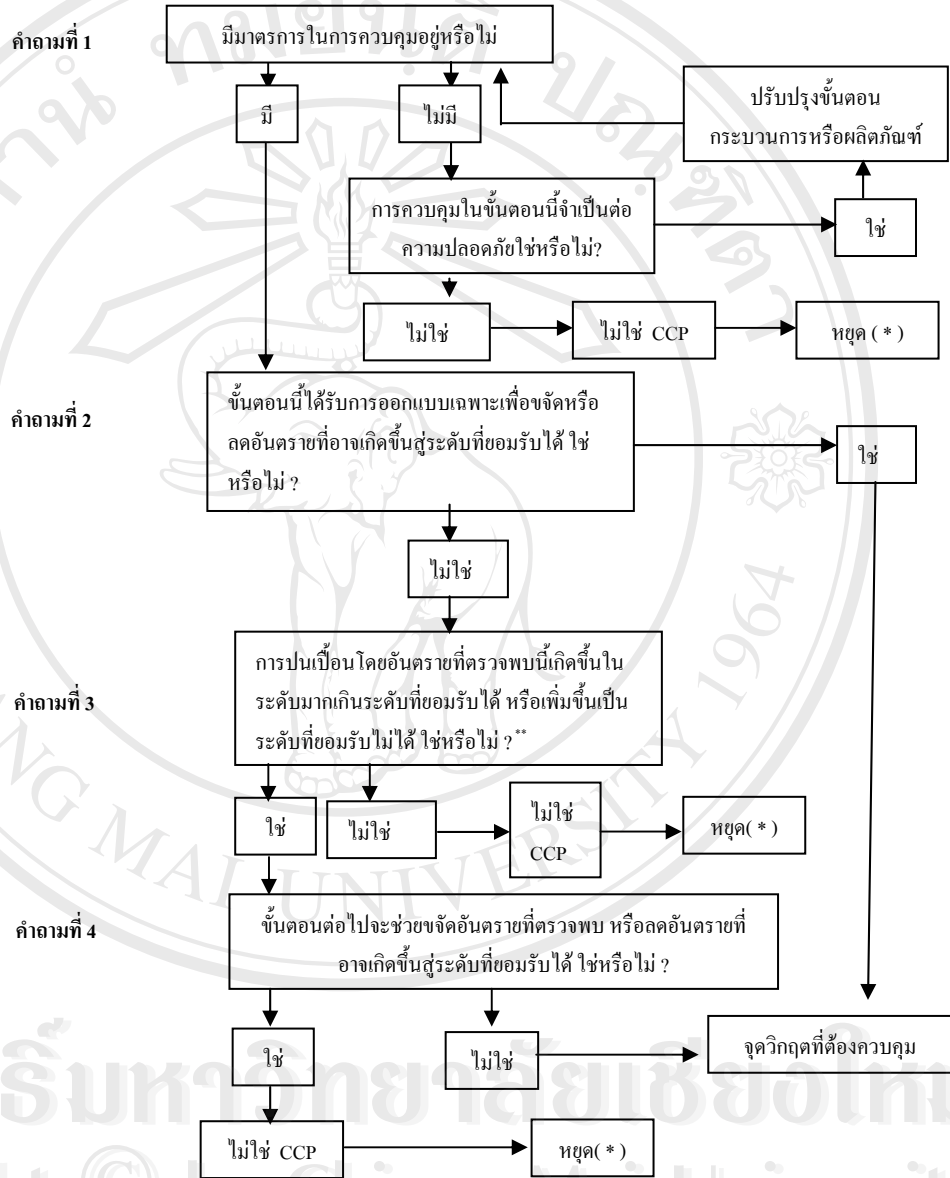 คำถามที่ 1
มีมาตรการในการควบคุมอยู่หรือไม่
มี
ไม่มี
ปรับปรุงขั้นตอน
กระบวนการหรือผลิตภัณฑ์
การควบคุมในขั้นตอนนี้จำเป็นต่อ
ความปลอดภัยใช่หรือไม่?
ใช่
ไม่ใช่
ไม่ใช่ CCP
หยุด ( * )
คำถามที่ 2
ขั้นตอนนี้ได้รับการออกแบบเฉพาะเพื่อขจัดหรือ
ลดอันตรายที่อาจเกิดขึ้นสู่ระดับที่ยอมรับได้ ใช่
หรือไม่ ?
ใช่
ไม่ใช่
คำถามที่ 3
การปนเปื้อนโดยอันตรายที่ตรวจพบนี้เกิดขึ้นใน
ระดับมากเกินระดับที่ยอมรับได้ หรือเพิ่มขึ้นเป็น
ระดับที่ยอมรับไม่ได้ ใช่หรือไม่ ?**
ใช่
ไม่ใช่
ไม่ใช่
CCP
หยุด( * )
คำถามที่ 4
ขั้นตอนต่อไปจะช่วยขจัดอันตรายที่ตรวจพบ หรือลดอันตรายที่
อาจเกิดขึ้นสู่ระดับที่ยอมรับได้ ใช่หรือไม่ ?
ใช่
ไม่ใช่
จุดวิกฤตที่ต้องควบคุม
ไม่ใช่ CCP
หยุด( * )
NG MAI UNIVERSITY 1964